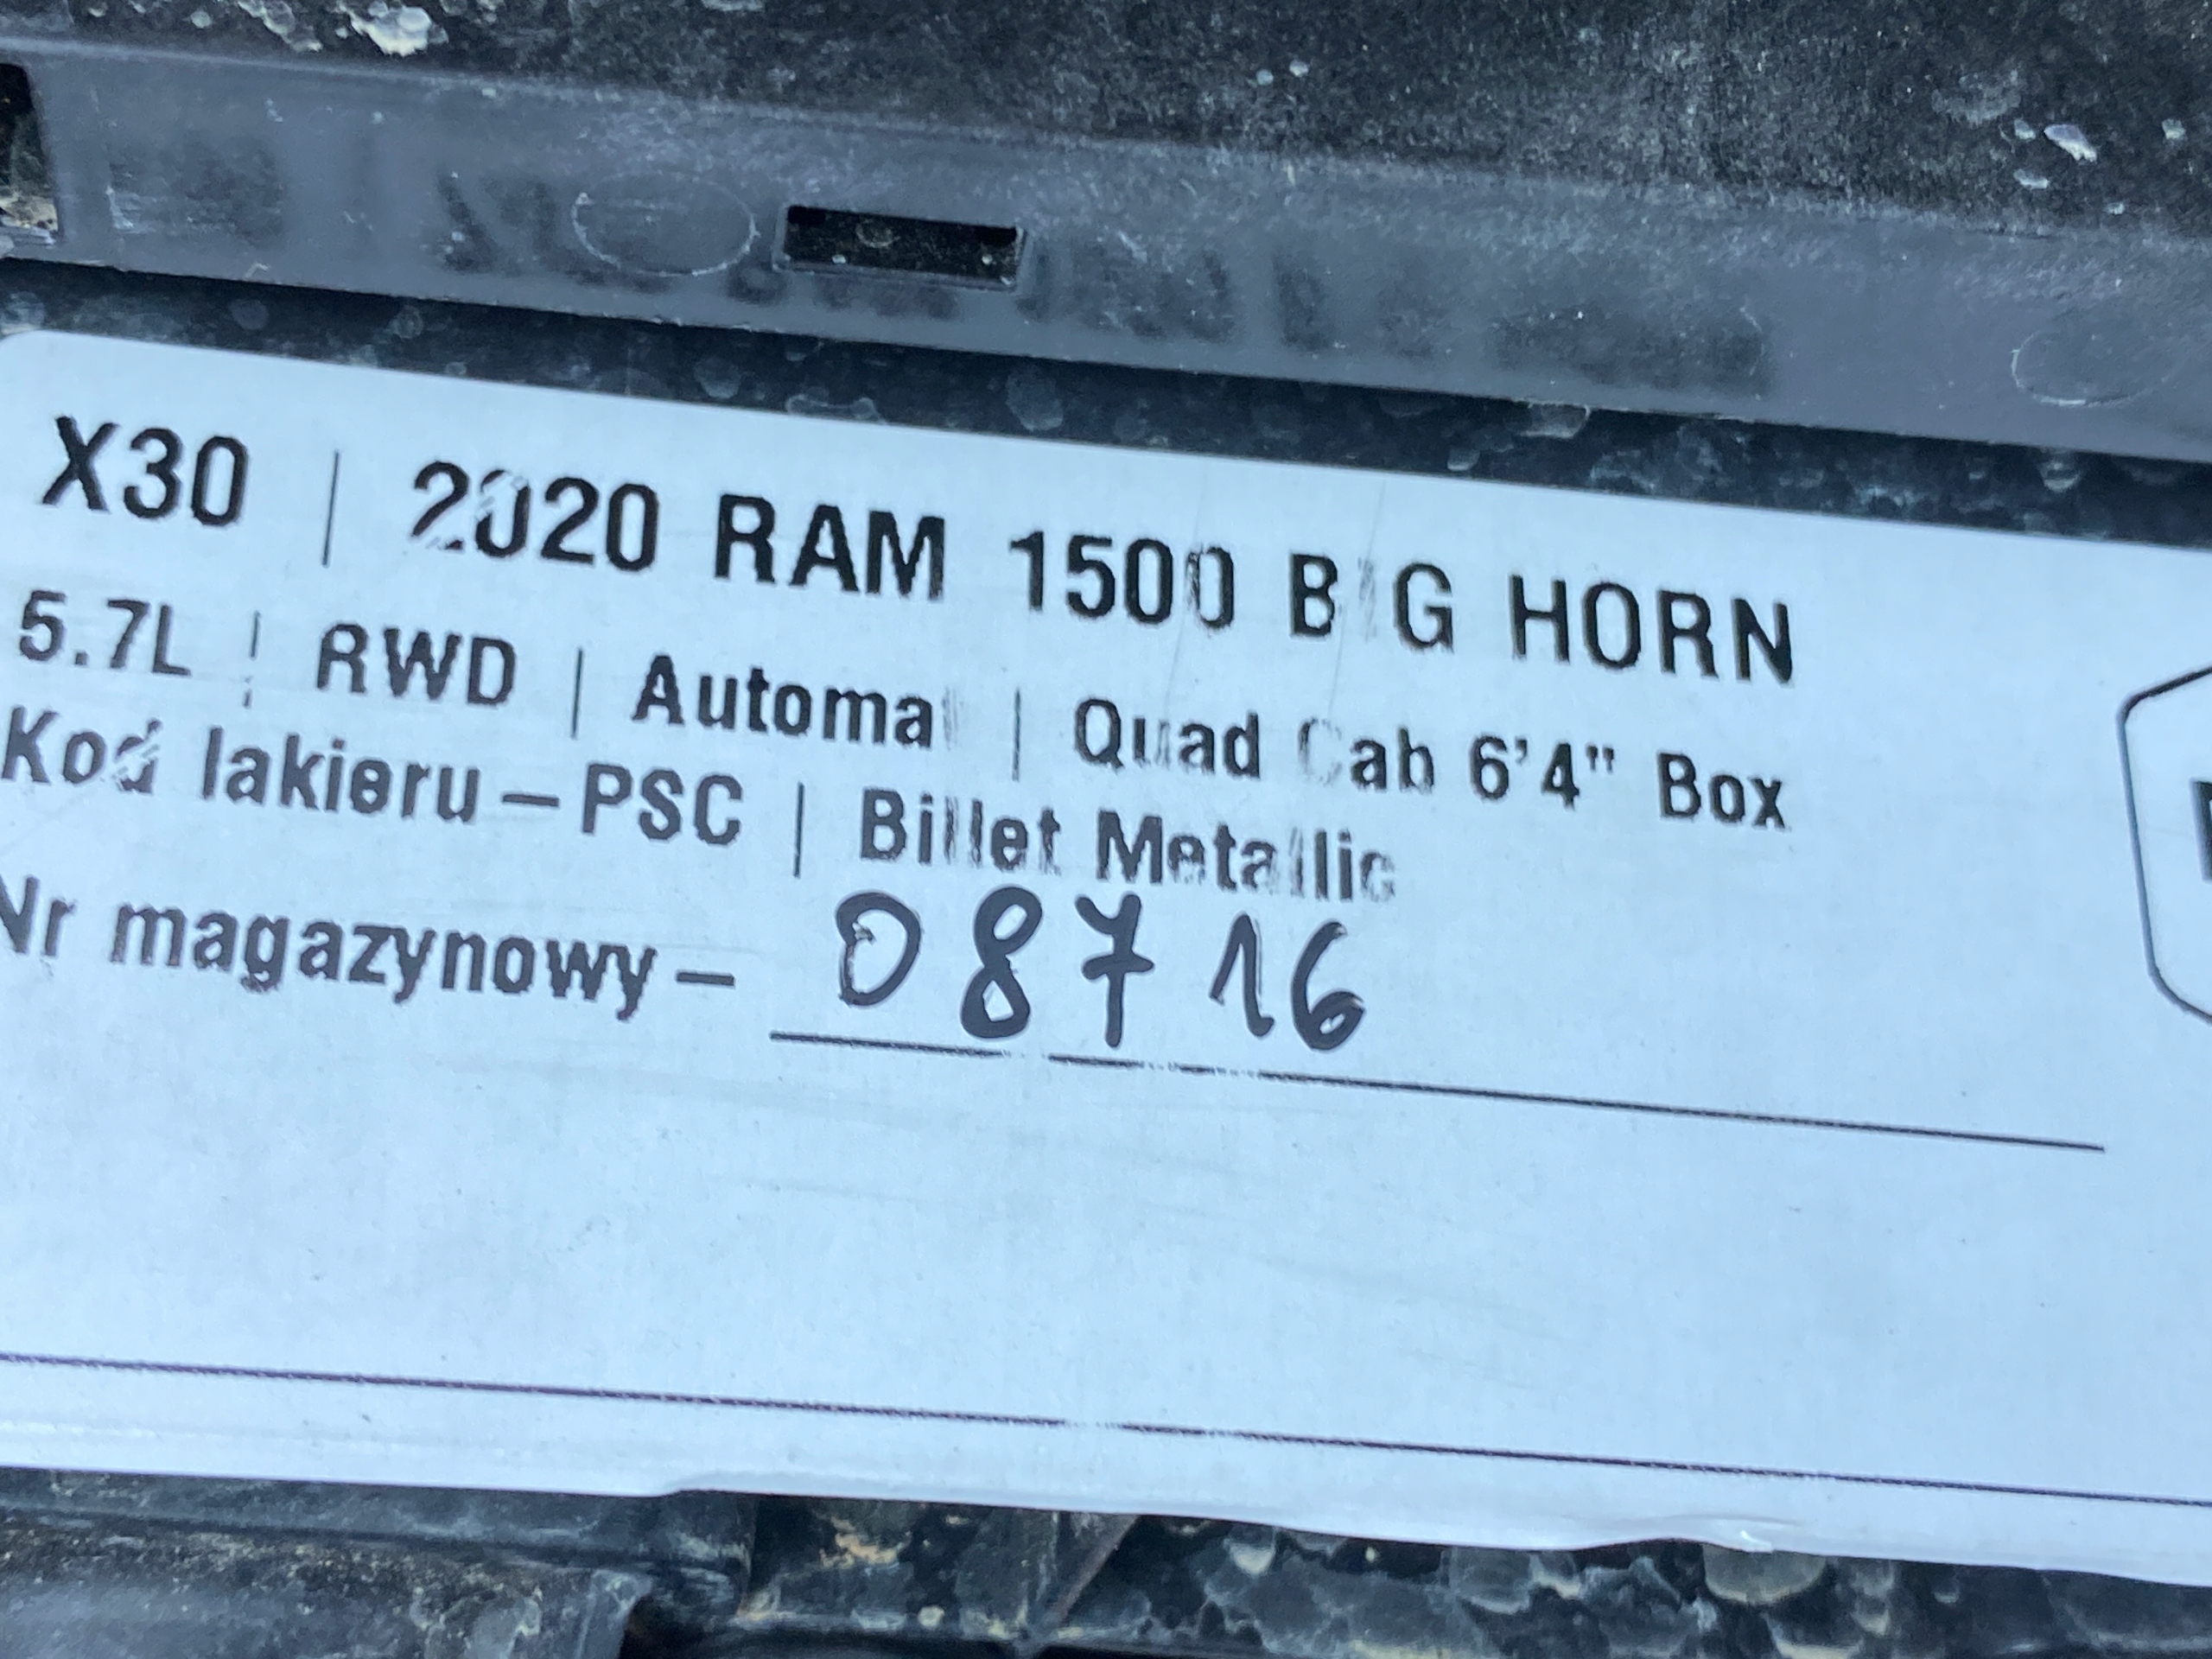 X30 | 2020 RAM 1500 BIG HORN
5.7L | RWD | Automat | Quad Cab 6'4" Box
Kod lakieru – PSC | Billet Metallic
Nr magazynowy – 08716